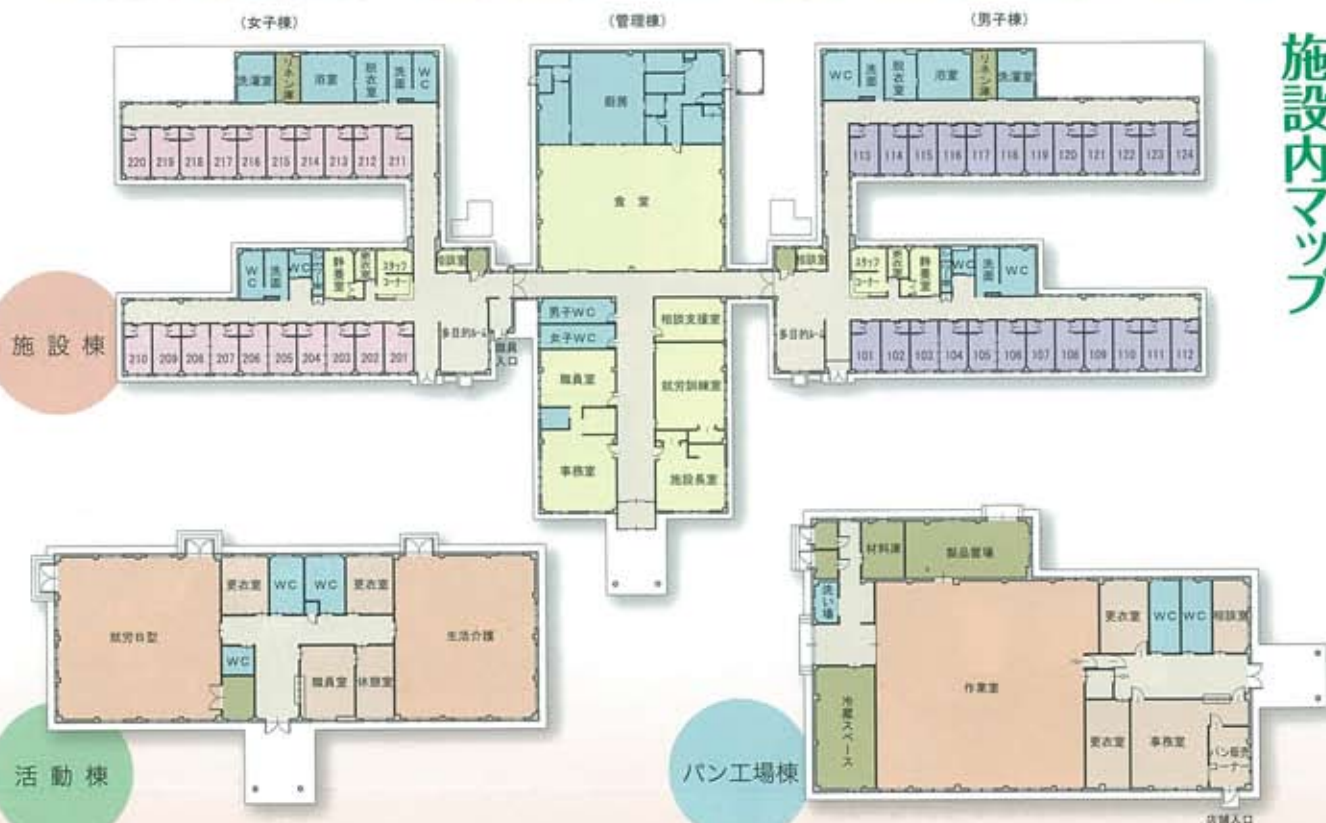 施設内マップ
(女子棟)
(管理棟)
(男子棟)
洗濯室
リネン庫
浴室
脱衣室
洗面
WC
厨房
WC
洗面
脱衣室
浴室
リネン庫
洗濯室
220 219 218 217 216 215 214 213 212 211
食堂
113 114 115 116 117 118 119 120 121 122 123 124
WC
洗面
WC
静養室
更衣室
スタッフ
コーナー
相談室
相談室
スタッフ
コーナー
更衣室
静養室
WC
洗面
WC
施設棟
210 209 208 207 206 205 204 203 202 201
多目的ルーム
職員
入口
男子WC
女子WC
職員室
事務室
相談支援室
就労訓練室
施設長室
多目的ルーム
101 102 103 104 105 106 107 108 109 110 111 112
就労B型
更衣室
WC
WC
更衣室
生活介護
WC
職員室
休憩室
活動棟
材料庫
製品置場
洗い場
更衣室
WC
WC
相談室
作業室
冷蔵スペース
更衣室
事務室
パン販売
コーナー
店舗入口
パン工場棟